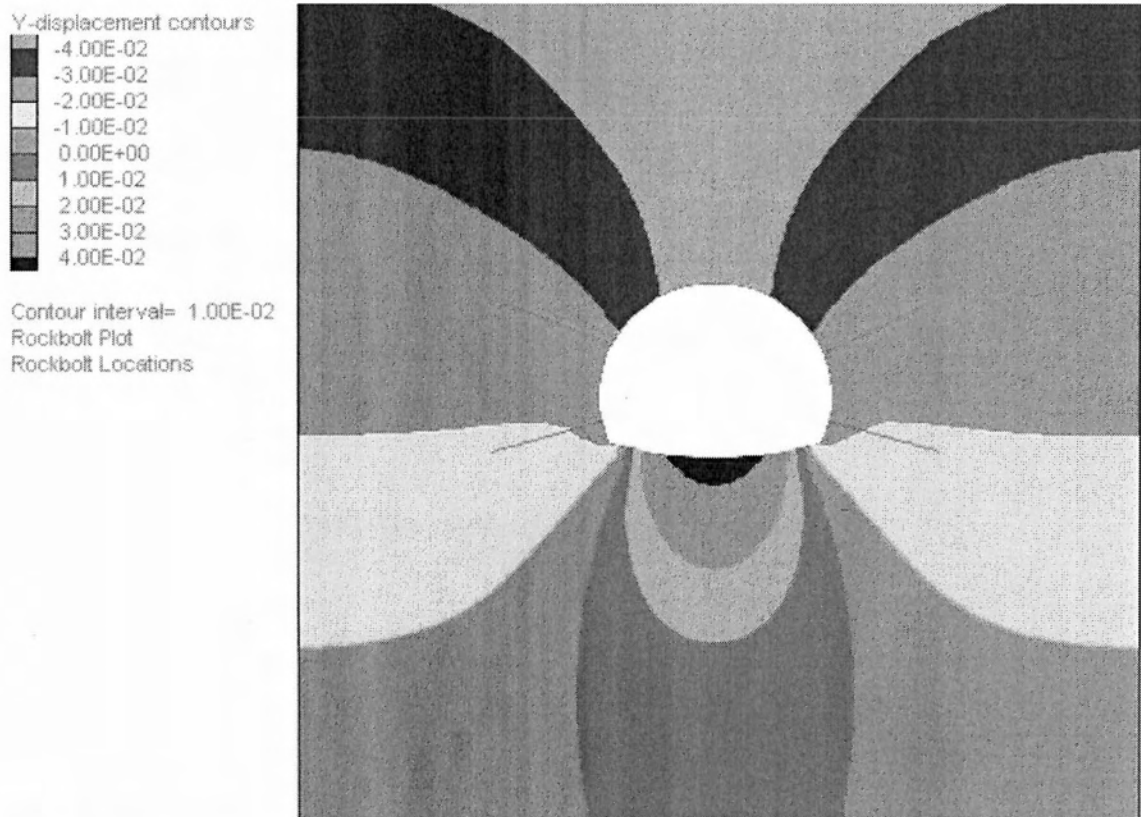 Y-displacement contours
-4.00E-02
-3.00E-02
-2.00E-02
-1.00E-02
0.00E+00
1.00E-02
2.00E-02
3.00E-02
4.00E-02
Contour interval= 1.00E-02
Rockbolt Plot
Rockbolt Locations